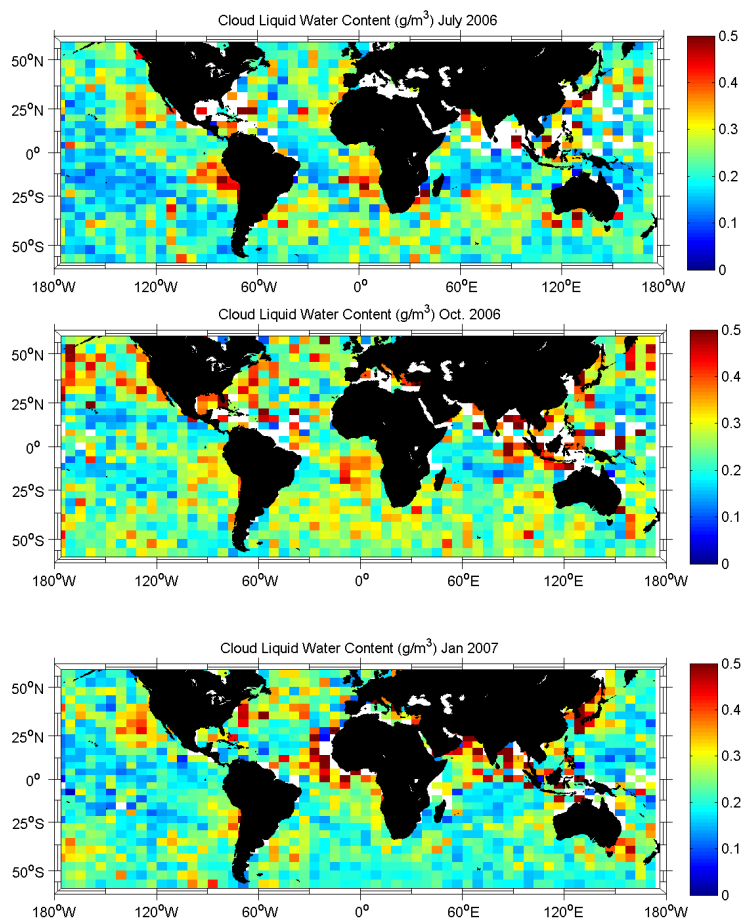 Cloud Liquid Water Content (g/m³) July 2006
50°N
25°N
0°
25°S
50°S
180°W 120°W 60°W 0° 60°E 120°E 180°W
0.5
0.4
0.3
0.2
0.1
0
Cloud Liquid Water Content (g/m³) Oct. 2006
50°N
25°N
0°
25°S
50°S
180°W 120°W 60°W 0° 60°E 120°E 180°W
0.5
0.4
0.3
0.2
0.1
0
Cloud Liquid Water Content (g/m³) Jan 2007
50°N
25°N
0°
25°S
50°S
180°W 120°W 60°W 0° 60°E 120°E 180°W
0.5
0.4
0.3
0.2
0.1
0